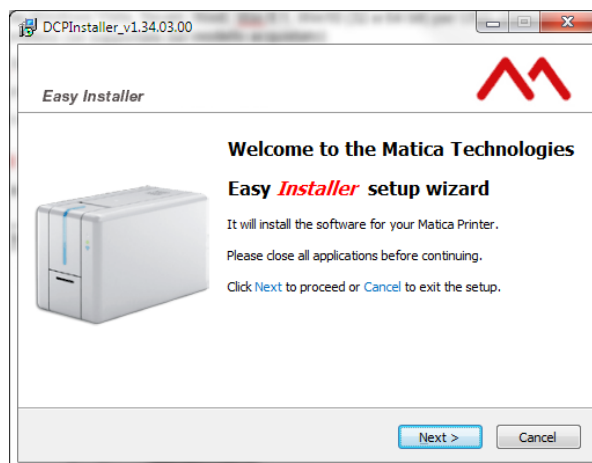 DCPInstaller_v1.34.03.00
Easy Installer
Welcome to the Matica Technologies
Easy Installer setup wizard
It will install the software for your Matica Printer.
Please close all applications before continuing.
Click Next to proceed or Cancel to exit the setup.
Next >
Cancel